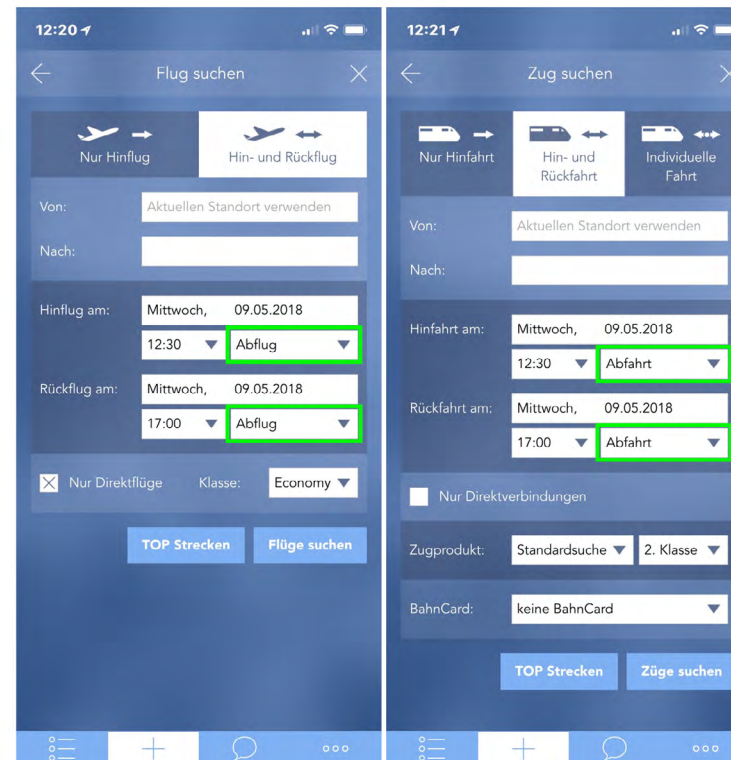 12:20
Flug suchen
Nur Hinflug
Hin- und Rückflug
Von:
Aktuellen Standort verwenden
Nach:
Hinflug am:
Mittwoch, 09.05.2018
12:30
Abflug
Rückflug am:
Mittwoch, 09.05.2018
17:00
Abflug
Nur Direktflüge
Klasse:
Economy
TOP Strecken
Flüge suchen
12:21
Zug suchen
Nur Hinfahrt
Hin- und
Rückfahrt
Individuelle
Fahrt
Von:
Aktuellen Standort verwenden
Nach:
Hinfahrt am:
Mittwoch, 09.05.2018
12:30
Abfahrt
Rückfahrt am:
Mittwoch, 09.05.2018
17:00
Abfahrt
Nur Direktverbindungen
Zugprodukt:
Standardsuche
2. Klasse
BahnCard:
keine BahnCard
TOP Strecken
Züge suchen